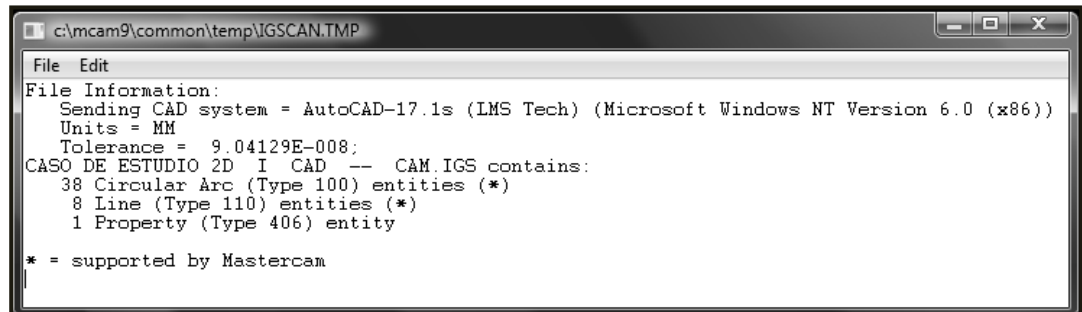 c:\mcam9\common\temp\IGSCAN.TMP
File Edit
File Information:
Sending CAD system = AutoCAD-17.1s (LMS Tech) (Microsoft Windows NT Version 6.0 (x86))
Units = MM
Tolerance = 9.04129E-008;
CASO DE ESTUDIO 2D I CAD -- CAM.IGS contains:
38 Circular Arc (Type 100) entities (*)
8 Line (Type 110) entities (*)
1 Property (Type 406) entity
* = supported by Mastercam